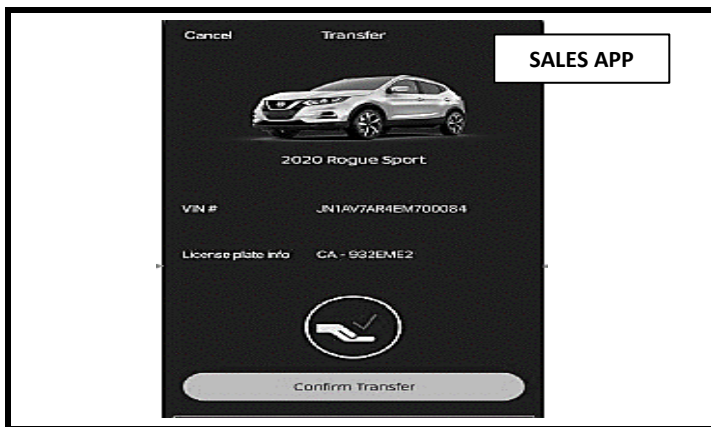 Cancel Transfer
SALES APP
2020 Rogue Sport
VIN # JN1AV7AR4EM700084
License plate info CA - 932EME2
Confirm Transfer